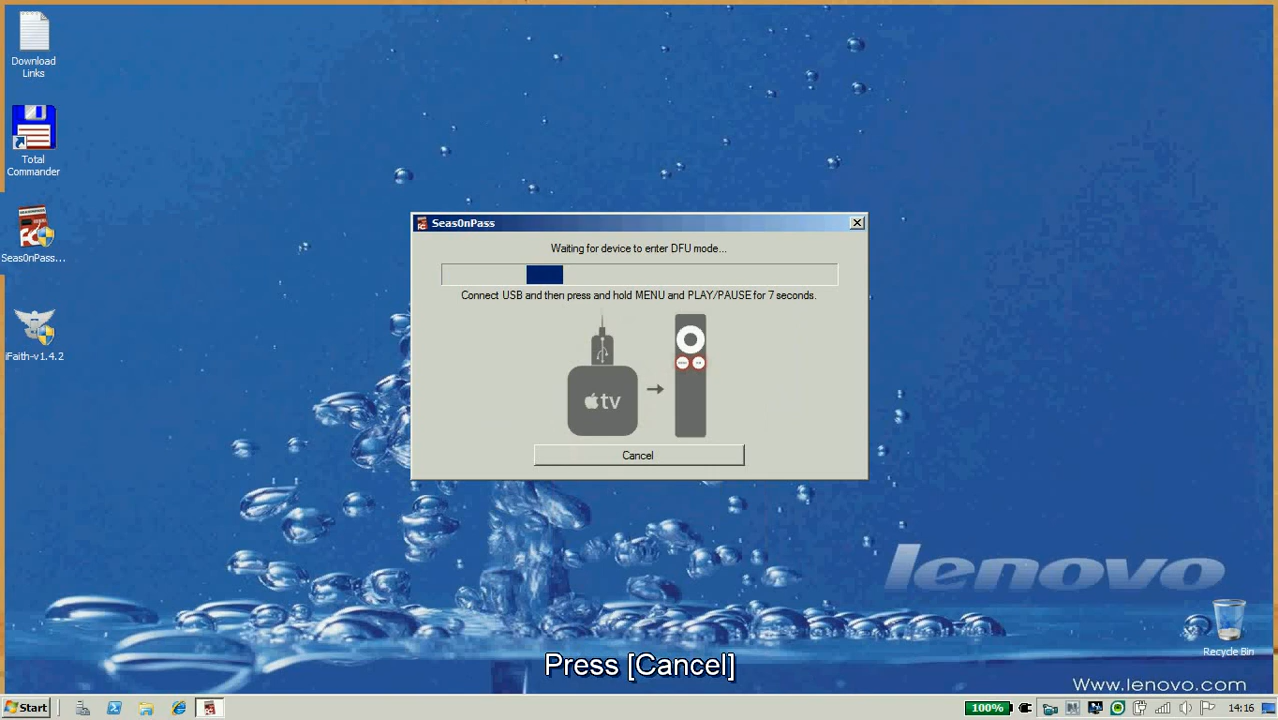 Download
Links
Total
Commander
Seas0nPass...
iFaith-v1.4.2
Seas0nPass
Waiting for device to enter DFU mode...
Connect USB and then press and hold MENU and PLAY/PAUSE for 7 seconds.
tv
Cancel
lenovo
Recycle Bin
Press [Cancel]
Www.lenovo.com
Start
100%
14:16